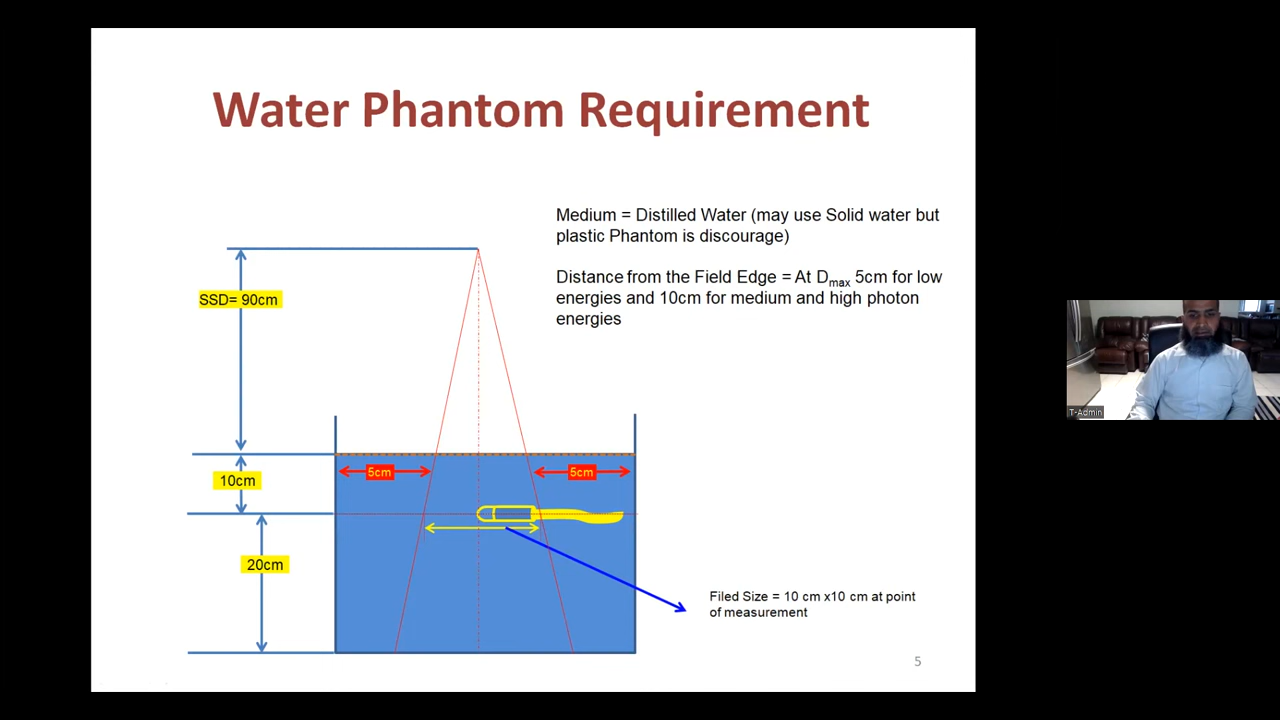 Water Phantom Requirement
Medium = Distilled Water (may use Solid water but
plastic Phantom is discourage)
Distance from the Field Edge = At Dmax 5cm for low
energies and 10cm for medium and high photon
energies
SSD= 90cm
5cm
5cm
10cm
20cm
Filed Size = 10 cm x10 cm at point
of measurement
5
T-Admin